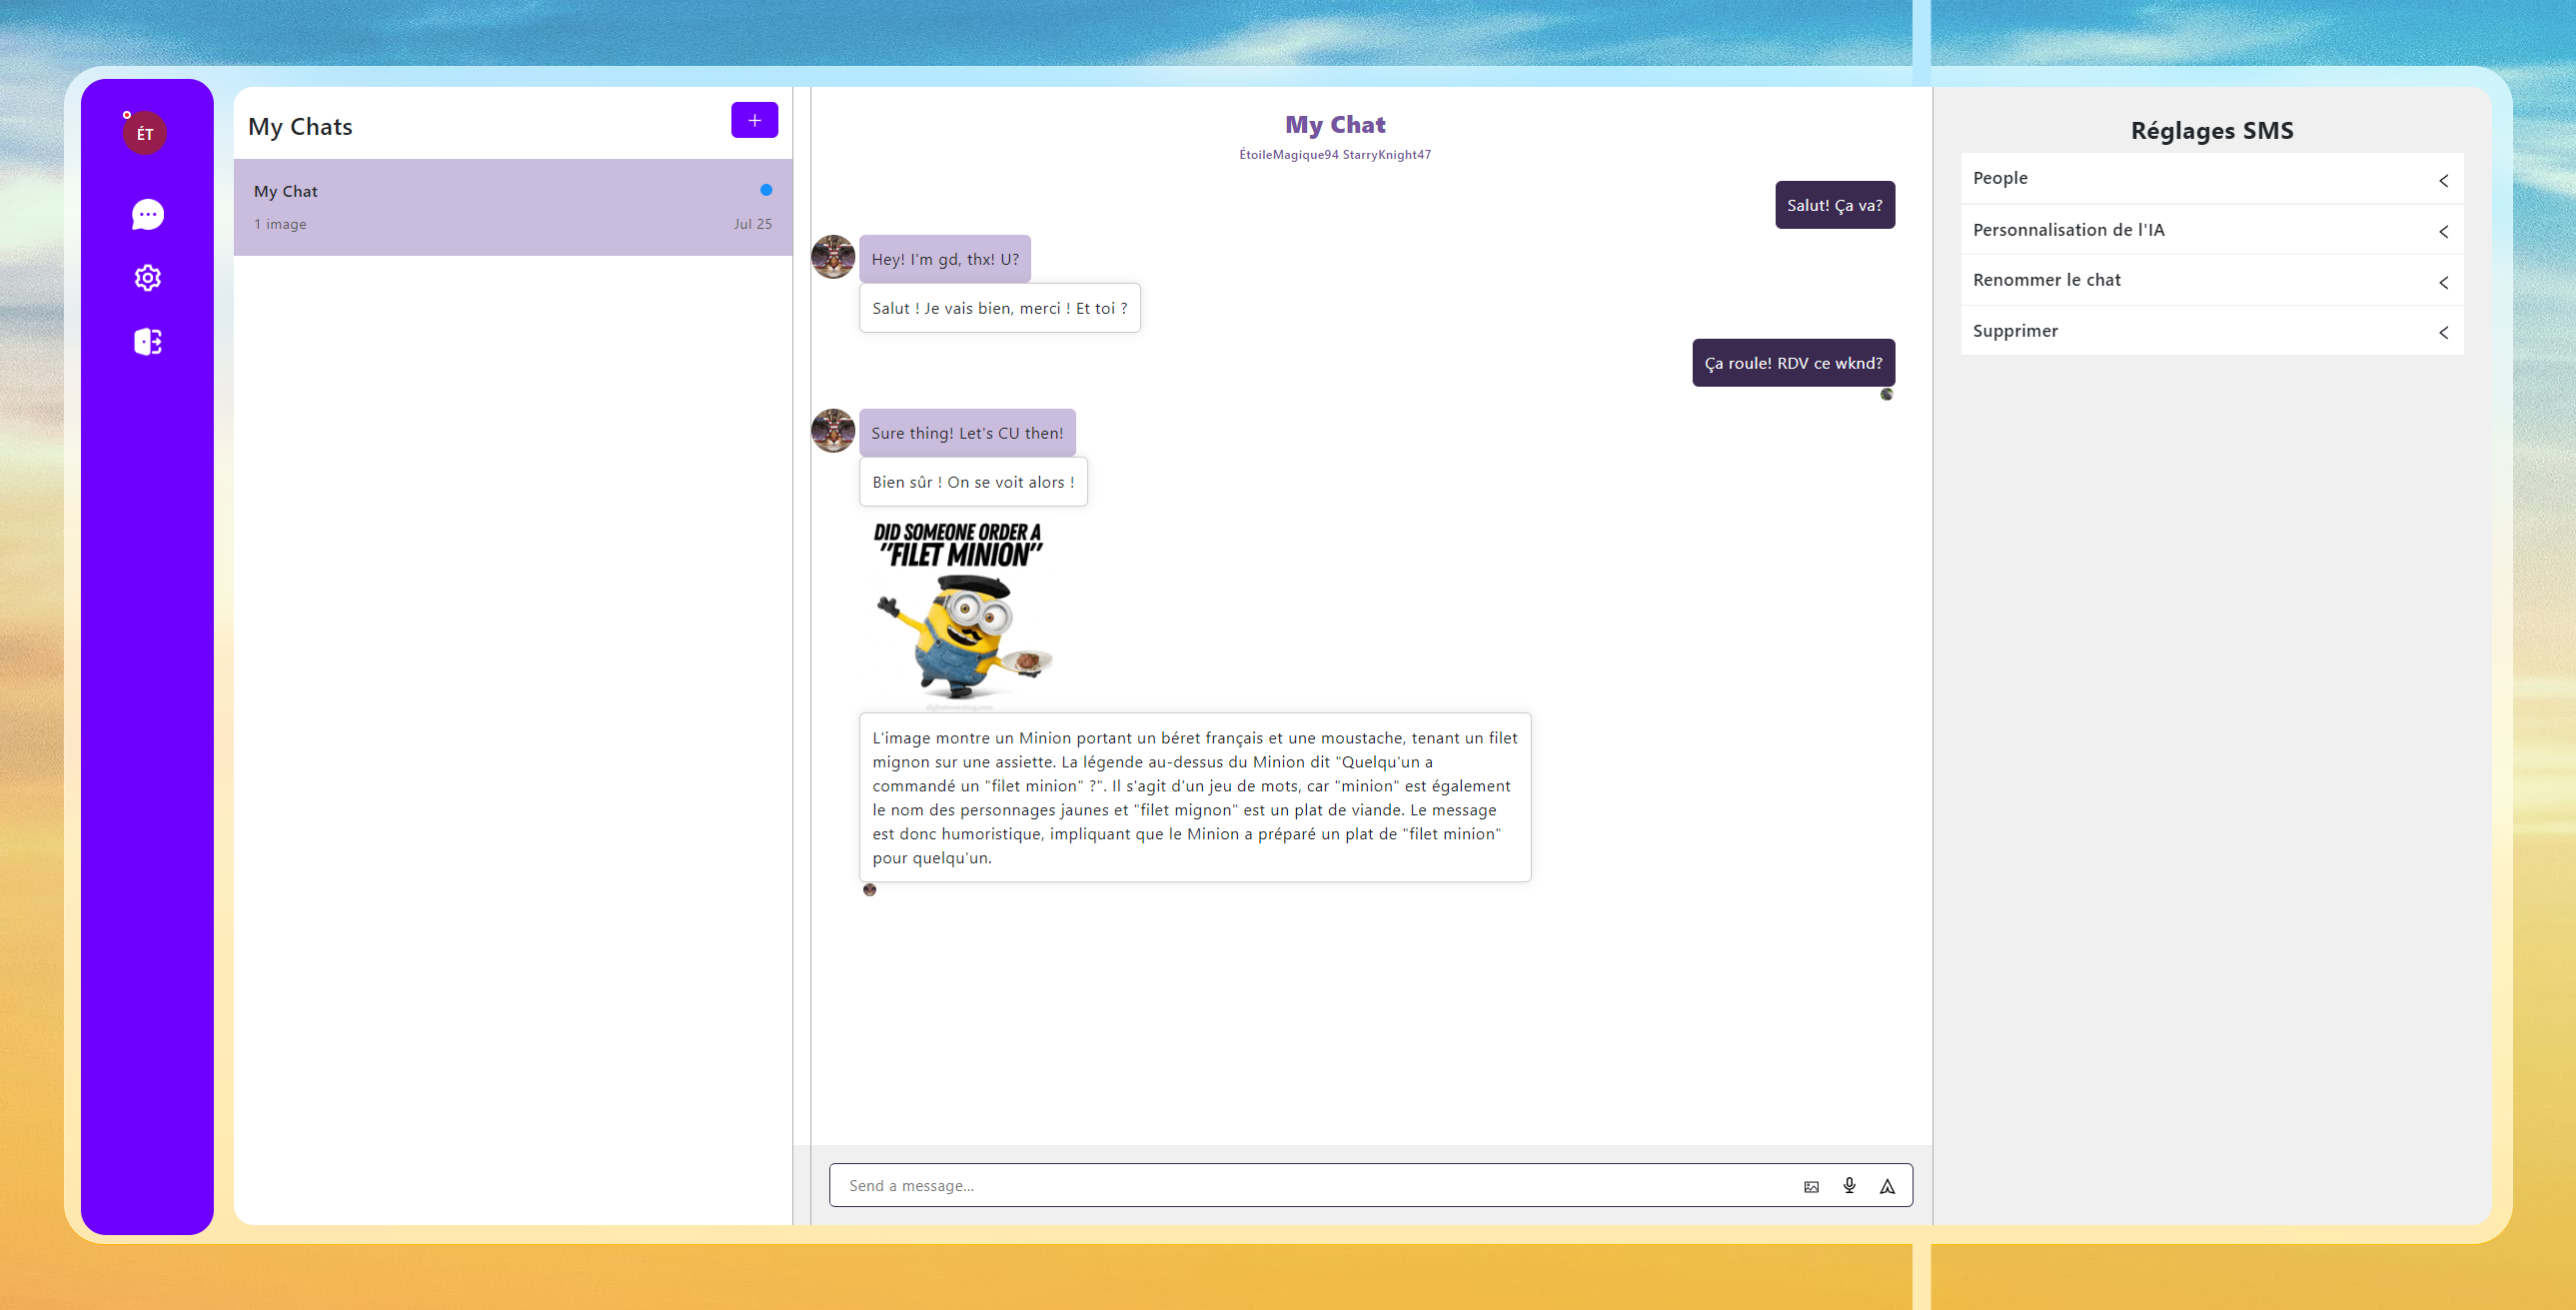 ÉT
My Chats
+
My Chat
1 image
Jul 25
My Chat
ÉtoileMagique94 StarryKnight47
Salut! Ça va?
Hey! I'm gd, thx! U?
Salut ! Je vais bien, merci ! Et toi ?
Ça roule! RDV ce wknd?
Sure thing! Let's CU then!
Bien sûr ! On se voit alors !
DID SOMEONE ORDER A
"FILET MINION"
L'image montre un Minion portant un béret français et une moustache, tenant un filet
mignon sur une assiette. La légende au-dessus du Minion dit "Quelqu'un a
commandé un "filet minion" ?". Il s'agit d'un jeu de mots, car "minion" est également
le nom des personnages jaunes et "filet mignon" est un plat de viande. Le message
est donc humoristique, impliquant que le Minion a préparé un plat de "filet minion"
pour quelqu'un.
Send a message...
Réglages SMS
People
Personnalisation de l'IA
Renommer le chat
Supprimer